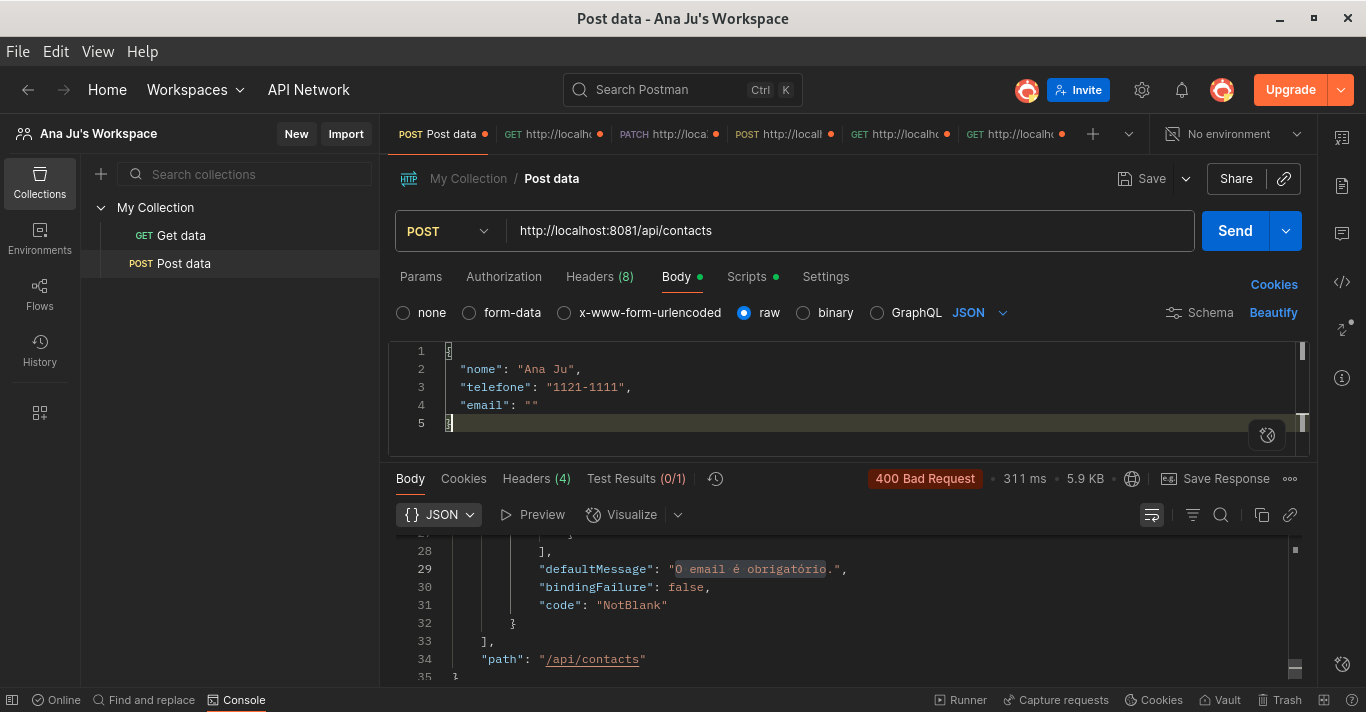 Post data - Ana Ju's Workspace
File Edit View Help
Home Workspaces API Network Search Postman Ctrl K Invite Upgrade
Ana Ju's Workspace New Import
POST Post data GET http://localho PATCH http://loca POST http://localh GET http://localhc GET http://localhc No environment
Collections
Environments
Flows
History
Search collections
My Collection
GET Get data
POST Post data
HTTP My Collection / Post data Save Share
POST http://localhost:8081/api/contacts Send
Params Authorization Headers (8) Body Scripts Settings Cookies
none form-data x-www-form-urlencoded raw binary GraphQL JSON Schema Beautify
1 {
2 "nome": "Ana Ju",
3 "telefone": "1121-1111",
4 "email": ""
5 }
Body Cookies Headers (4) Test Results (0/1) 400 Bad Request • 311 ms • 5.9 KB e.g. Save Response
{} JSON Preview Visualize
28 ],
29 "defaultMessage": "O email é obrigatório.",
30 "bindingFailure": false,
31 "code": "NotBlank"
32 }
33 ],
34 "path": "/api/contacts"
35 }
Online Find and replace Console Runner Capture requests Cookies Vault Trash